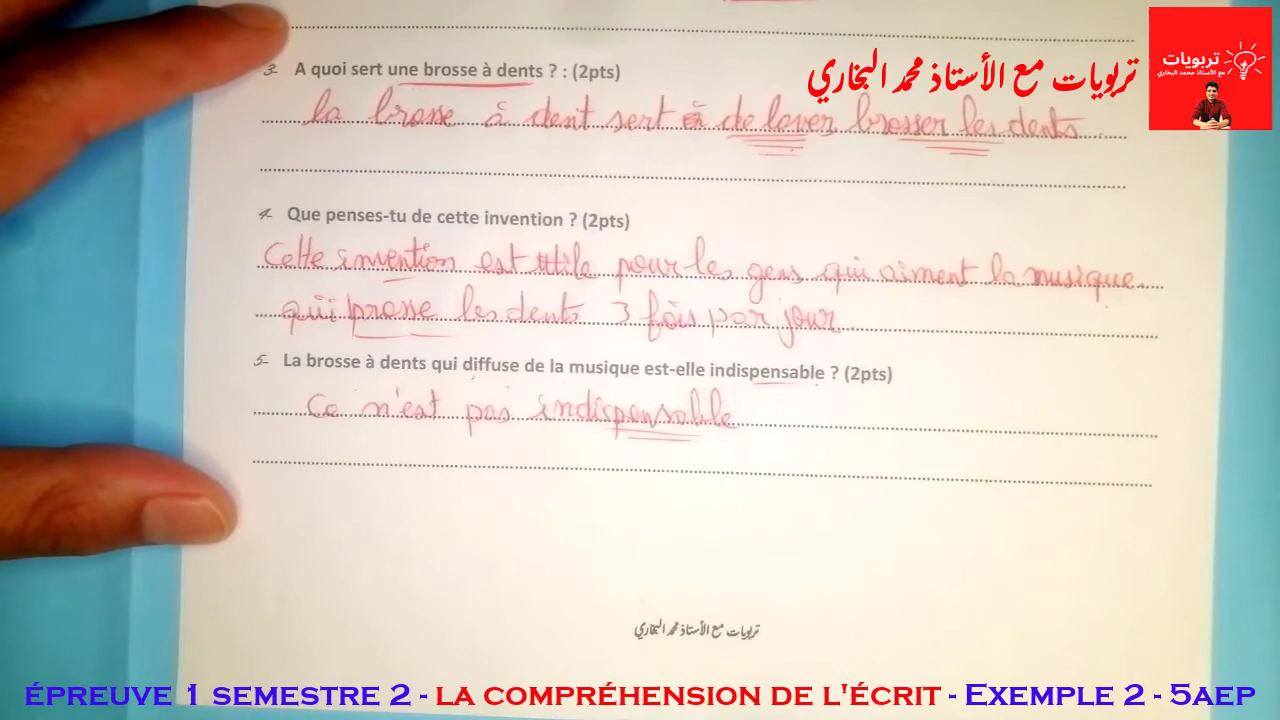 تربويات مع الأستاذ محمد البخاري
تربويات
مع الأستاذ محمد البخاري
3. A quoi sert une brosse à dents ? : (2pts)
la brosse à dent sert à de laver brosser les dents
4. Que penses-tu de cette invention ? (2pts)
Cette invention est utile pour les gens qui aiment la musique.
qui prosse les dents 3 fois par jour
5. La brosse à dents qui diffuse de la musique est-elle indispensable ? (2pts)
Ce n'est pas indispensable
تربويات مع الأستاذ محمد البخاري
ÉPREUVE 1 SEMESTRE 2 - LA COMPRÉHENSION DE L'ÉCRIT - EXEMPLE 2 - 5AEP